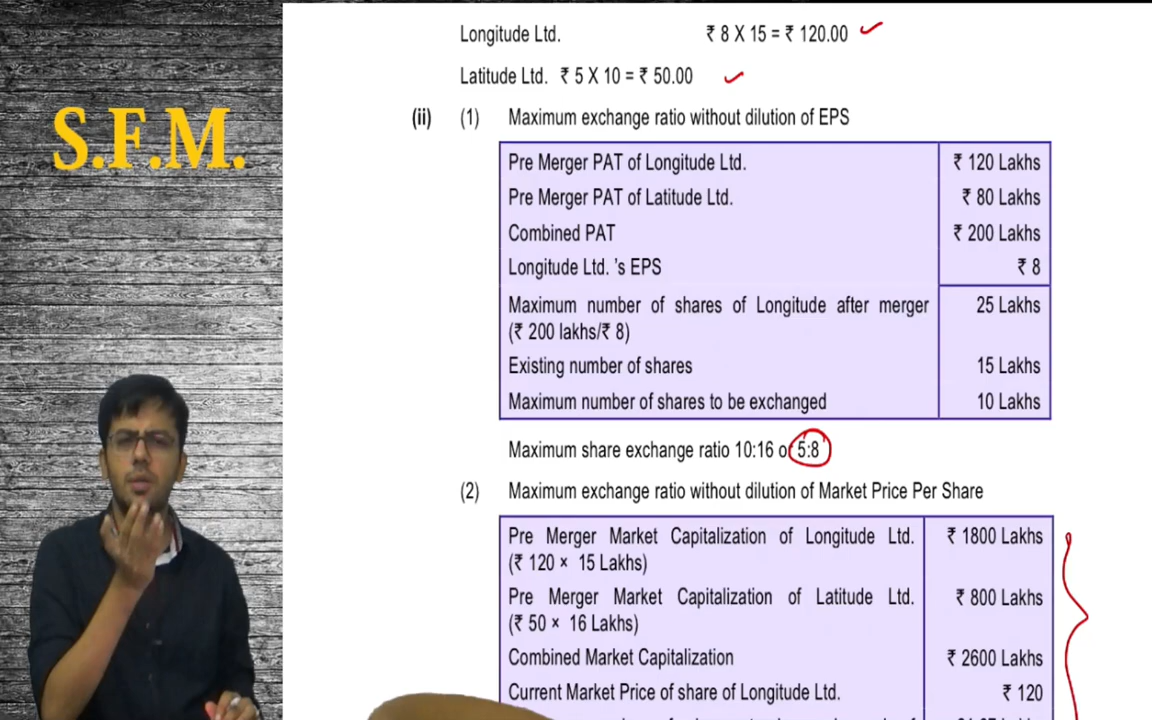 Longitude Ltd. ₹ 8 X 15 = ₹ 120.00
Latitude Ltd. ₹ 5 X 10 = ₹ 50.00
S.F.M.
(ii) (1) Maximum exchange ratio without dilution of EPS
Pre Merger PAT of Longitude Ltd. ₹ 120 Lakhs
Pre Merger PAT of Latitude Ltd. ₹ 80 Lakhs
Combined PAT ₹ 200 Lakhs
Longitude Ltd. 's EPS ₹ 8
Maximum number of shares of Longitude after merger 25 Lakhs
(₹ 200 lakhs/₹ 8)
Existing number of shares 15 Lakhs
Maximum number of shares to be exchanged 10 Lakhs
Maximum share exchange ratio 10:16 or 5:8
(2) Maximum exchange ratio without dilution of Market Price Per Share
Pre Merger Market Capitalization of Longitude Ltd. ₹ 1800 Lakhs
(₹ 120 × 15 Lakhs)
Pre Merger Market Capitalization of Latitude Ltd. ₹ 800 Lakhs
(₹ 50 × 16 Lakhs)
Combined Market Capitalization ₹ 2600 Lakhs
Current Market Price of share of Longitude Ltd. ₹ 120